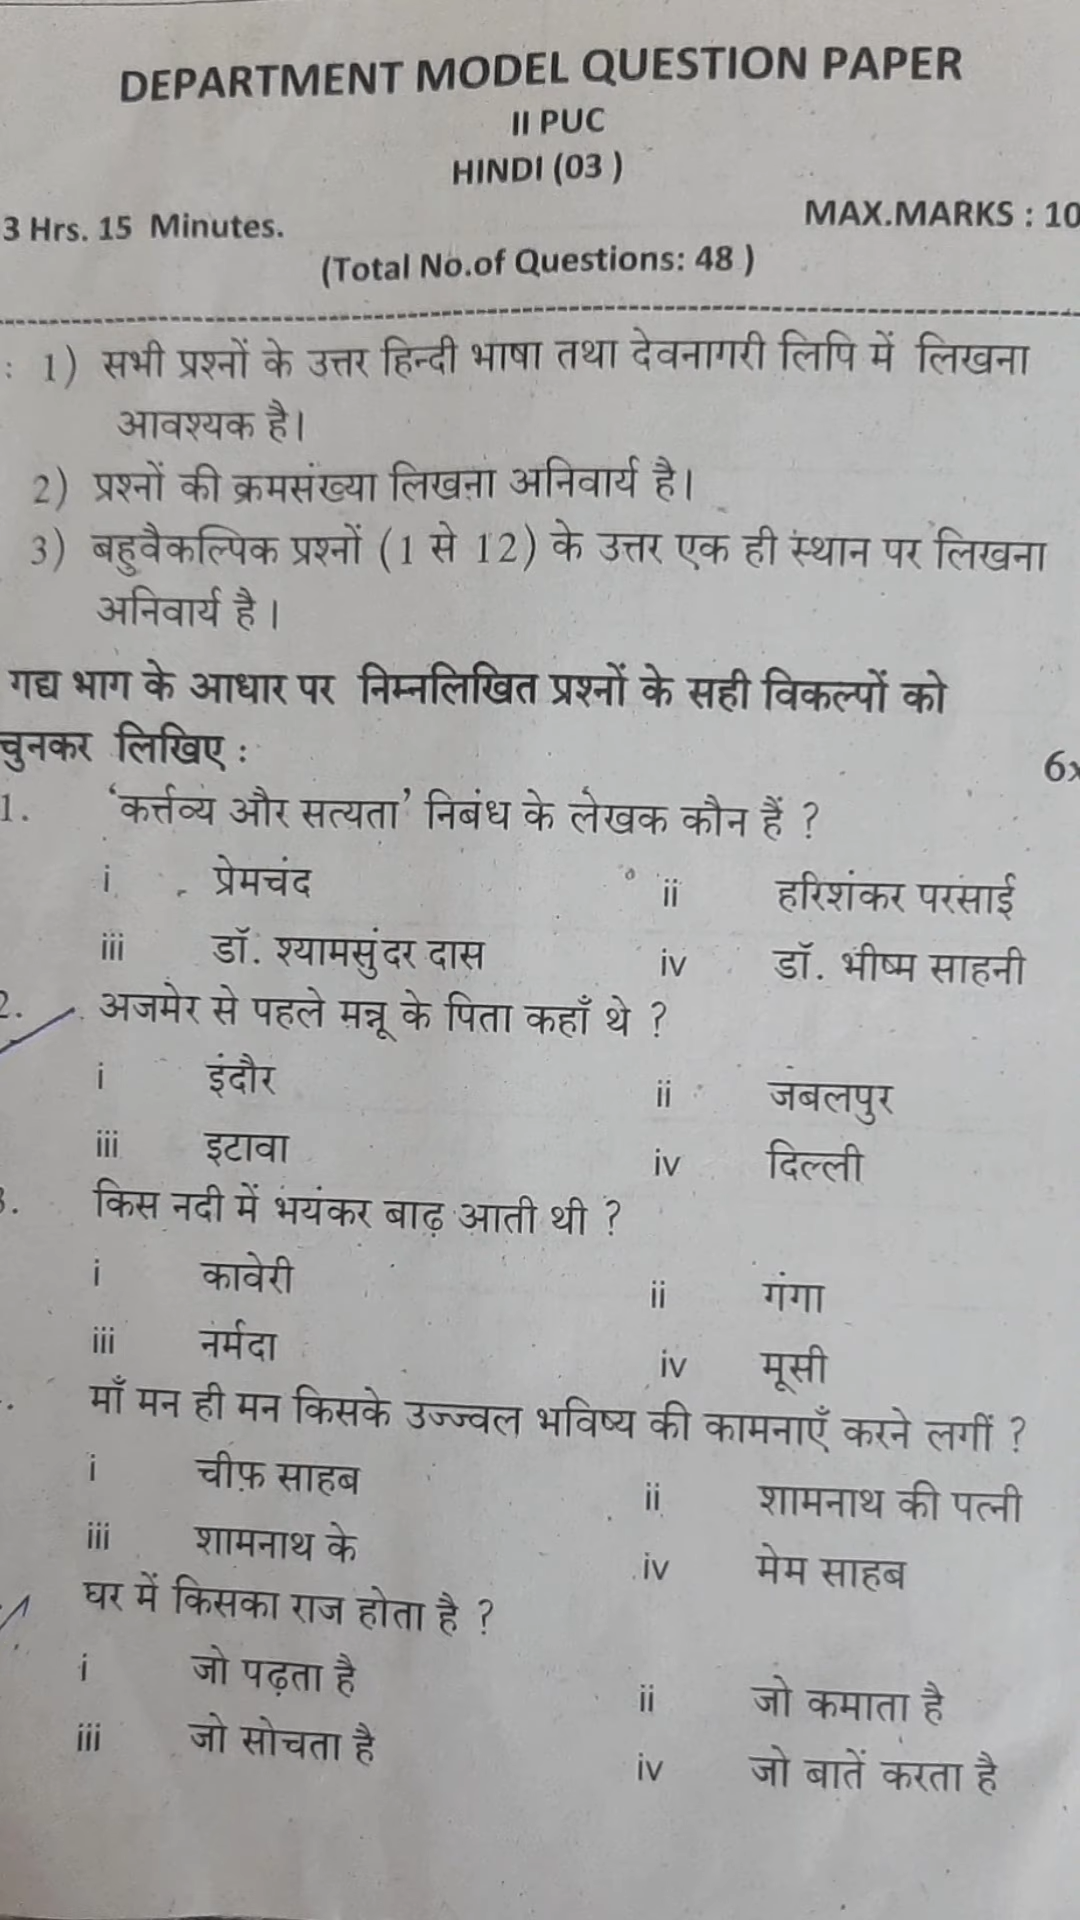 DEPARTMENT MODEL QUESTION PAPER
II PUC
HINDI (03 )
3 Hrs. 15 Minutes.
MAX.MARKS : 10
(Total No.of Questions: 48 )
: 1) सभी प्रश्नों के उत्तर हिन्दी भाषा तथा देवनागरी लिपि में लिखना
आवश्यक है।
2) प्रश्नों की क्रमसंख्या लिखना अनिवार्य है।
3) बहुवैकल्पिक प्रश्नों (1 से 12) के उत्तर एक ही स्थान पर लिखना
अनिवार्य है ।
गद्य भाग के आधार पर निम्नलिखित प्रश्नों के सही विकल्पों को
चुनकर लिखिए :
6x
1. ‘कर्त्तव्य और सत्यता’ निबंध के लेखक कौन हैं ?
i प्रेमचंद ii हरिशंकर परसाई
iii डॉ. श्यामसुंदर दास iv डॉ. भीष्म साहनी
2. अजमेर से पहले मन्नू के पिता कहाँ थे ?
i इंदौर ii जबलपुर
iii इटावा iv दिल्ली
3. किस नदी में भयंकर बाढ़ आती थी ?
i कावेरी ii गंगा
iii नर्मदा iv मूसी
. माँ मन ही मन किसके उज्ज्वल भविष्य की कामनाएँ करने लगीं ?
i चीफ़ साहब ii शामनाथ की पत्नी
iii शामनाथ के iv मेम साहब
घर में किसका राज होता है ?
i जो पढ़ता है ii जो कमाता है
iii जो सोचता है iv जो बातें करता है